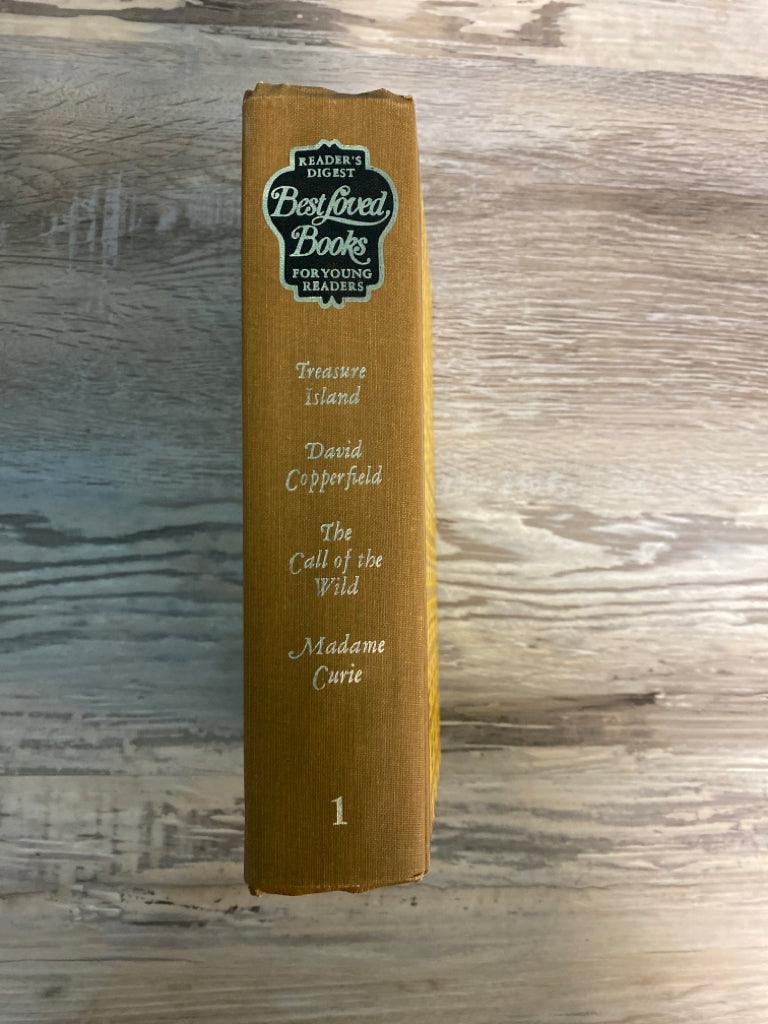 READER'S
DIGEST
Best Loved
Books
FOR YOUNG
READERS
Treasure
Island
David
Copperfield
The
Call of the
Wild
Madame
Curie
1